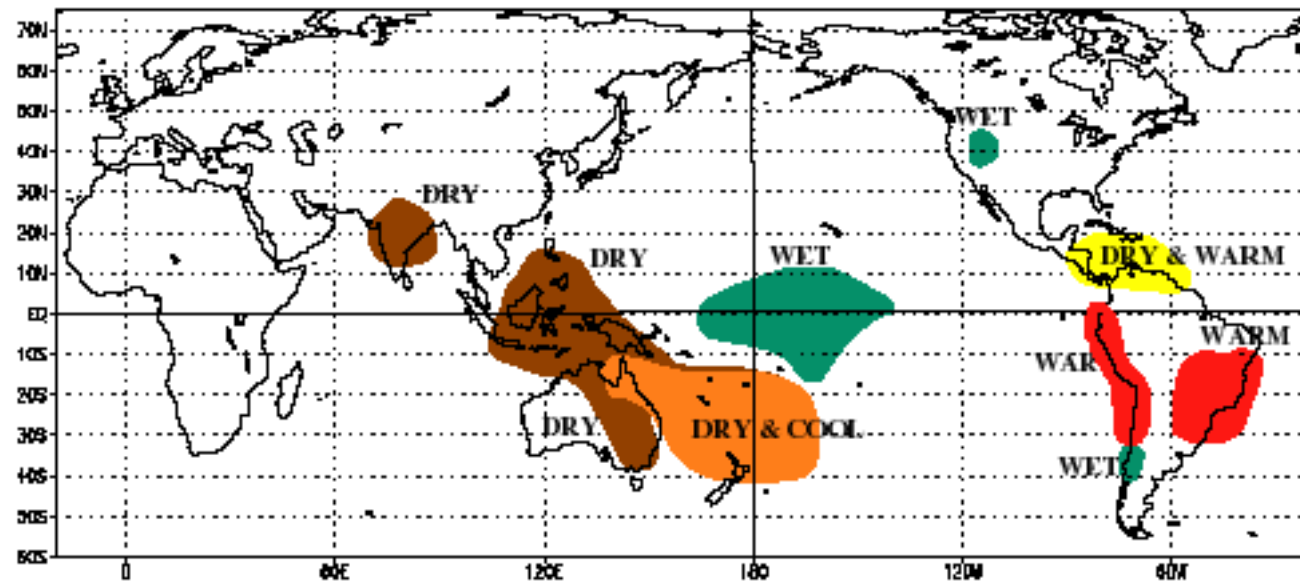 70N
60N
50N
40N
30N
20N
10N
EQ
10S
20S
30S
40S
50S
60S
WET
DRY
DRY
WET
DRY & WARM
WARM
WAR
DRY
DRY & COOL
WET
0
60E
120E
180
120W
60W